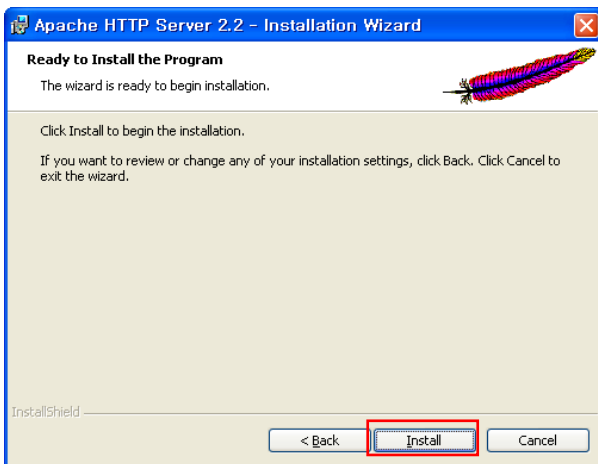 Apache HTTP Server 2.2 - Installation Wizard
Ready to Install the Program
The wizard is ready to begin installation.
Click Install to begin the installation.
If you want to review or change any of your installation settings, click Back. Click Cancel to
exit the wizard.
InstallShield
< Back
Install
Cancel